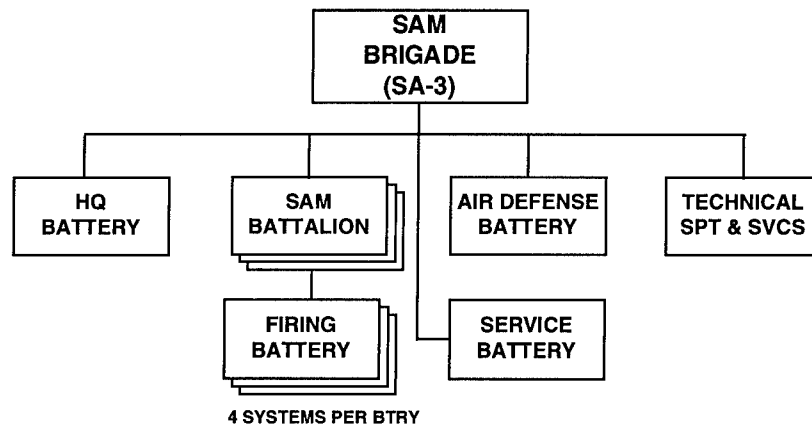 SAM
BRIGADE
(SA-3)
HQ
BATTERY
SAM
BATTALION
AIR DEFENSE
BATTERY
TECHNICAL
SPT & SVCS
FIRING
BATTERY
SERVICE
BATTERY
4 SYSTEMS PER BTRY